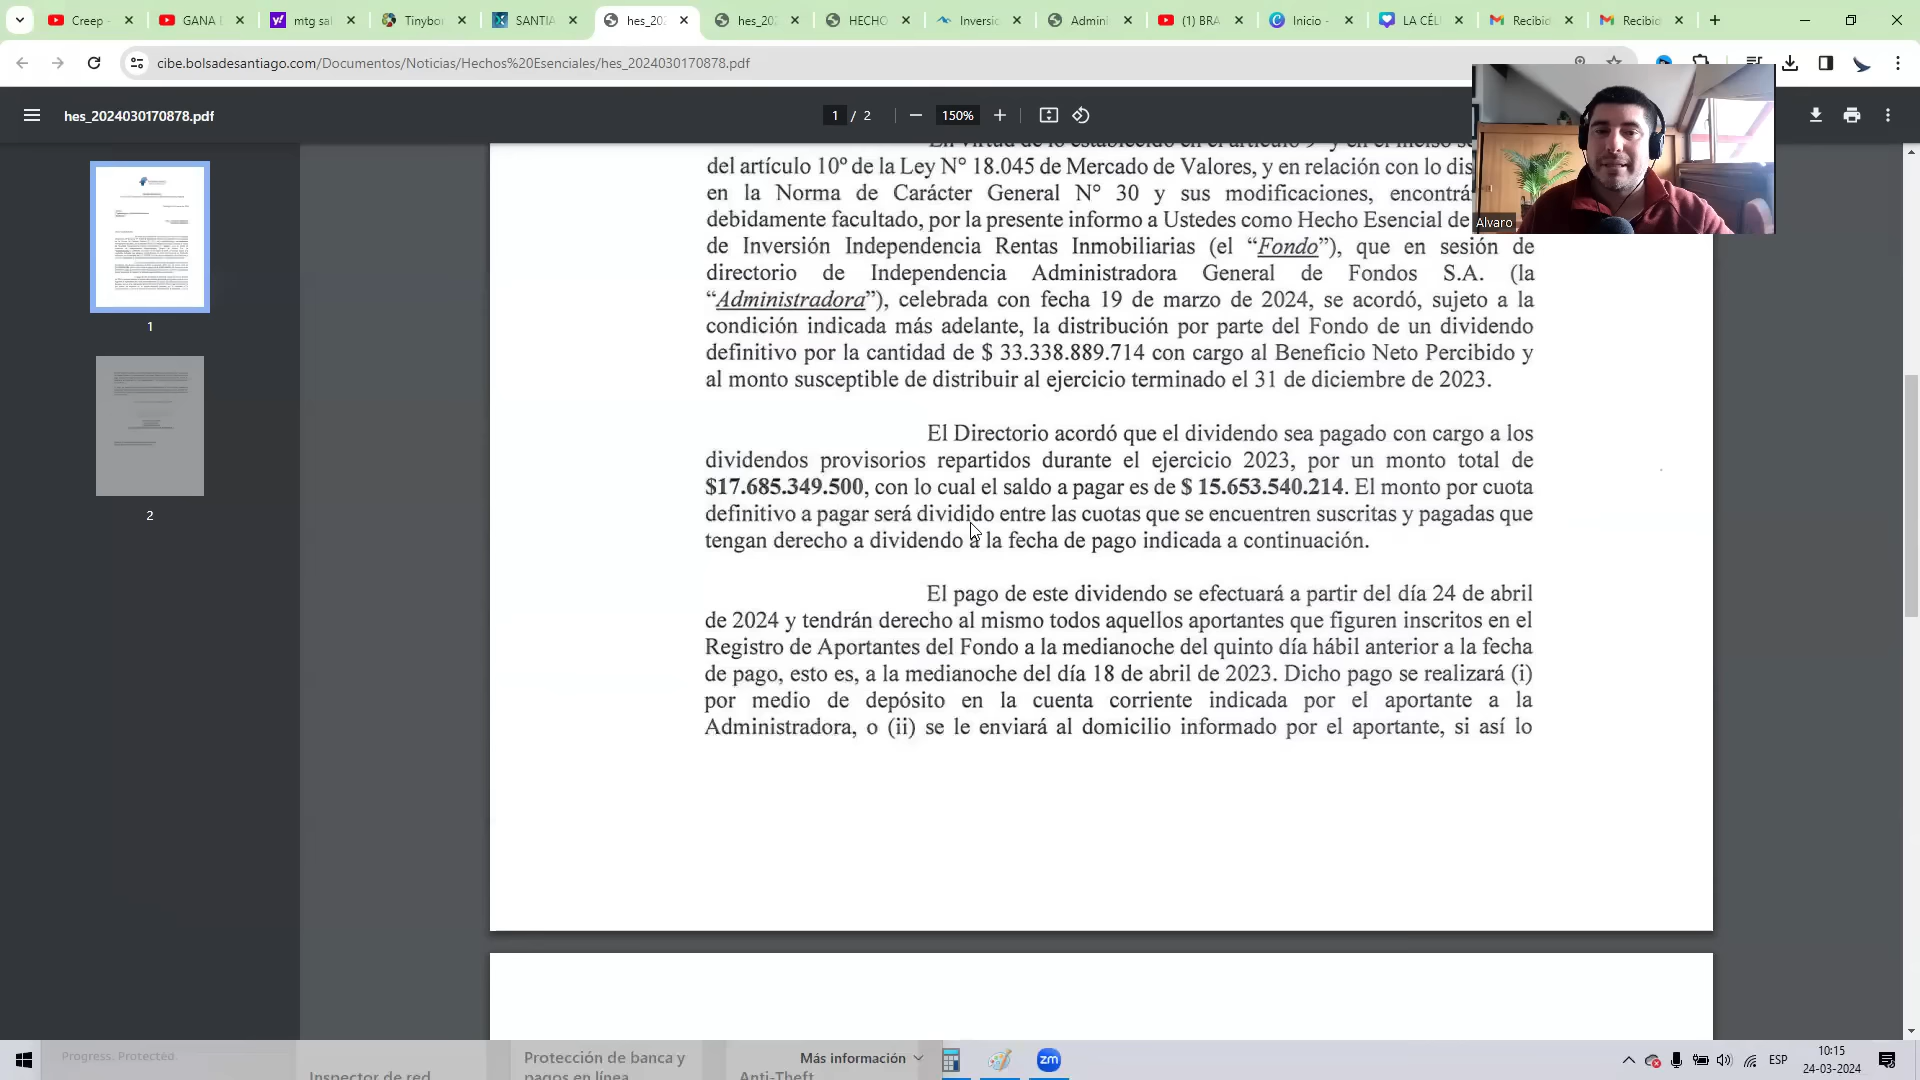 Creep -
GANA
mtg sal
Tinybo
SANTIA
hes_202
hes_202
HECHO
Inversio
Admini
(1) BRA
Inicio -
LA CÉL
Recibid
Recibid
cibe.bolsadesantiago.com/Documentos/Noticias/Hechos%20Esenciales/hes_2024030170878.pdf
hes_2024030170878.pdf
1 / 2
150%
Alvaro
del artículo 10º de la Ley N° 18.045 de Mercado de Valores, y en relación con lo dis
en la Norma de Carácter General N° 30 y sus modificaciones, encontrá
debidamente facultado, por la presente informo a Ustedes como Hecho Esencial de
de Inversión Independencia Rentas Inmobiliarias (el “Fondo”), que en sesión de
directorio de Independencia Administradora General de Fondos S.A. (la
“Administradora”), celebrada con fecha 19 de marzo de 2024, se acordó, sujeto a la
condición indicada más adelante, la distribución por parte del Fondo de un dividendo
definitivo por la cantidad de $ 33.338.889.714 con cargo al Beneficio Neto Percibido y
al monto susceptible de distribuir al ejercicio terminado el 31 de diciembre de 2023.
El Directorio acordó que el dividendo sea pagado con cargo a los
dividendos provisorios repartidos durante el ejercicio 2023, por un monto total de
$17.685.349.500, con lo cual el saldo a pagar es de $ 15.653.540.214. El monto por cuota
definitivo a pagar será dividido entre las cuotas que se encuentren suscritas y pagadas que
tengan derecho a dividendo a la fecha de pago indicada a continuación.
El pago de este dividendo se efectuará a partir del día 24 de abril
de 2024 y tendrán derecho al mismo todos aquellos aportantes que figuren inscritos en el
Registro de Aportantes del Fondo a la medianoche del quinto día hábil anterior a la fecha
de pago, esto es, a la medianoche del día 18 de abril de 2023. Dicho pago se realizará (i)
por medio de depósito en la cuenta corriente indicada por el aportante a la
Administradora, o (ii) se le enviará al domicilio informado por el aportante, si así lo
1
2
Progress. Protected.
Inspector de red
Protección de banca y
pagos en línea
Más información
Anti-Theft
zm
ESP
10:15
24-03-2024